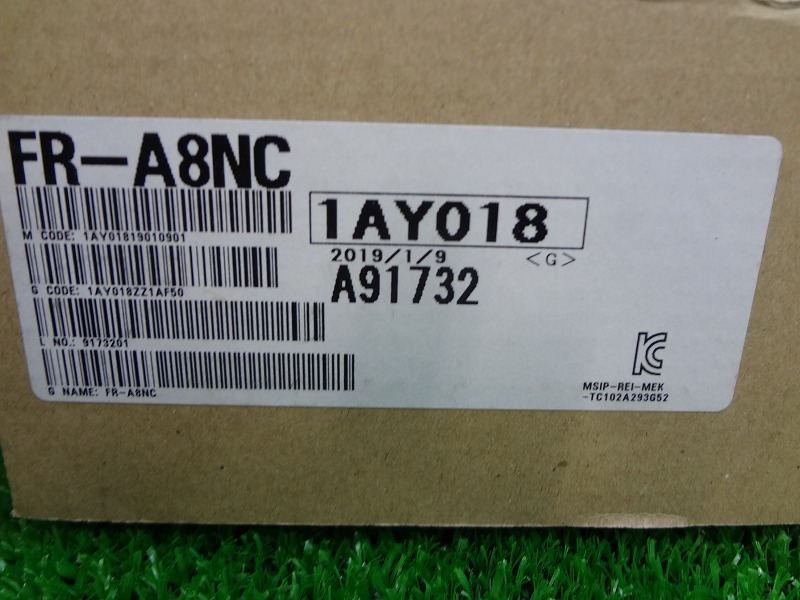 FR-A8NC
M CODE: 1AY01819010901
1AY018
2019/1/9 <G>
A91732
G CODE: 1AY018ZZ1AF50
L NO.: 9173201
G NAME: FR-A8NC
KC
MSIP-REI-MEK
-TC102A293G52